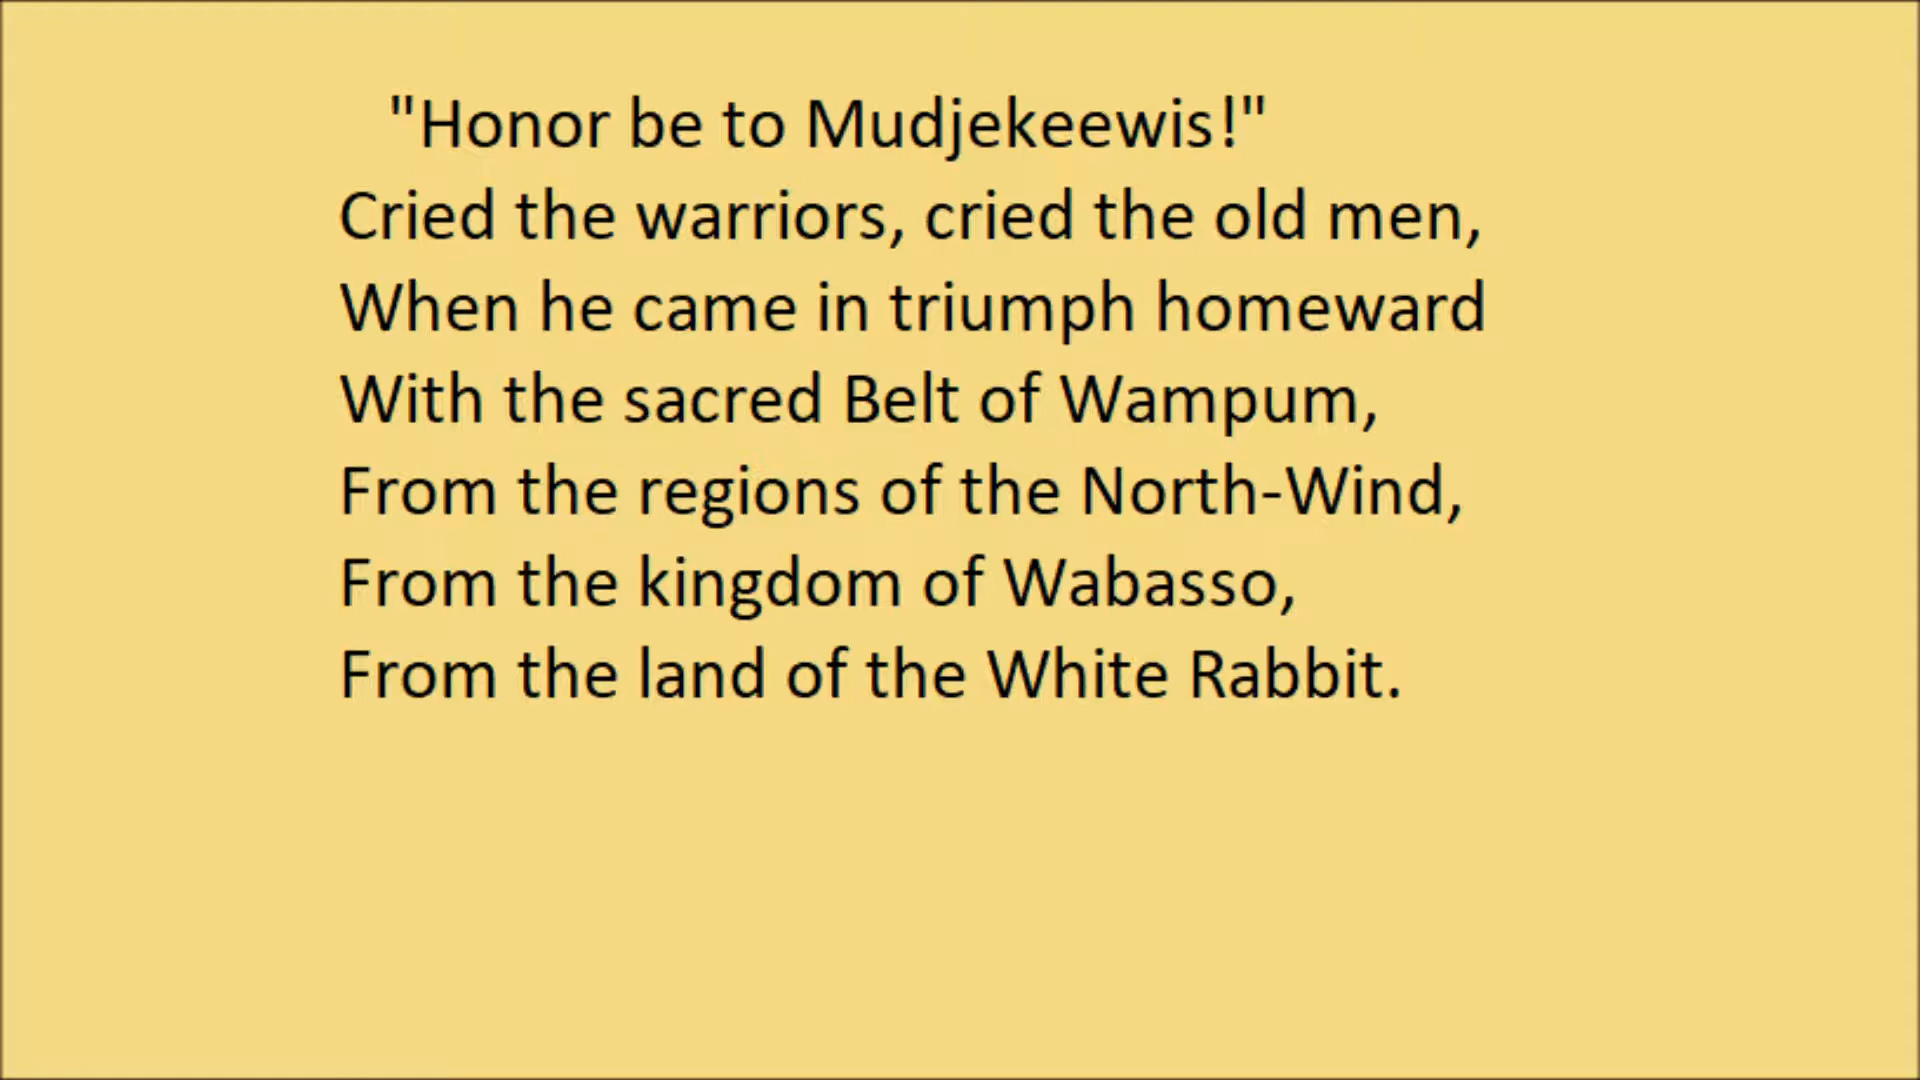 "Honor be to Mudjekeewis!"
Cried the warriors, cried the old men,
When he came in triumph homeward
With the sacred Belt of Wampum,
From the regions of the North-Wind,
From the kingdom of Wabasso,
From the land of the White Rabbit.